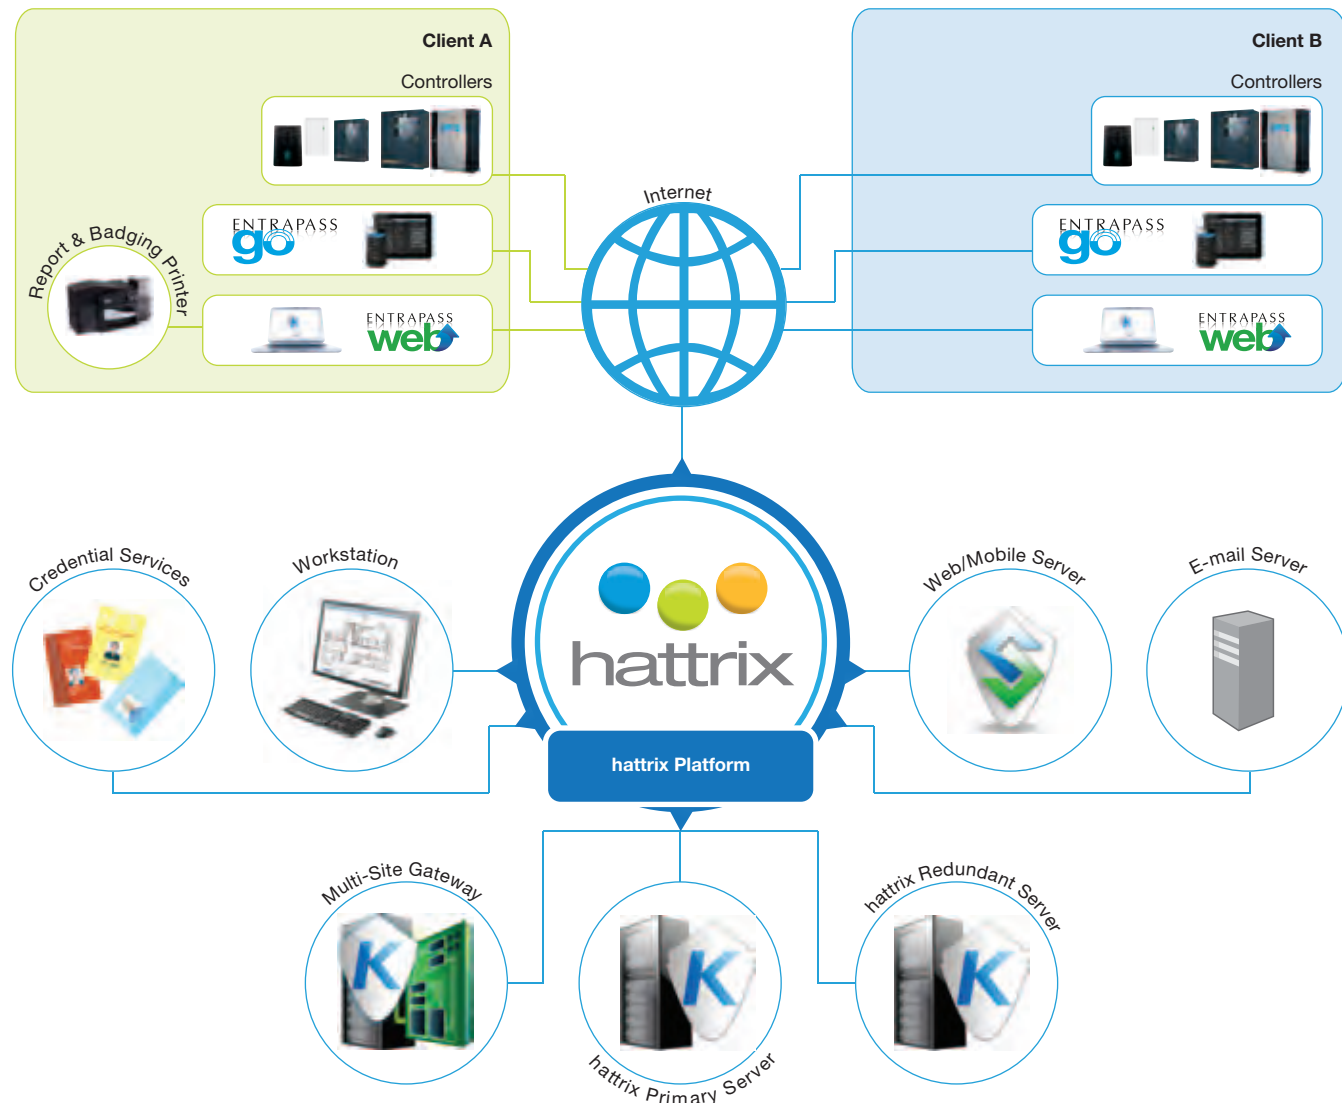 Client A
Controllers
ENTRAPASS
go
Report & Badging Printer
ENTRAPASS
web
Internet
Client B
Controllers
ENTRAPASS
go
ENTRAPASS
web
Credential Services
Workstation
hattrix
Web/Mobile Server
E-mail Server
hattrix Platform
Multi-Site Gateway
K
hattrix Primary Server
K
hattrix Redundant Server
K